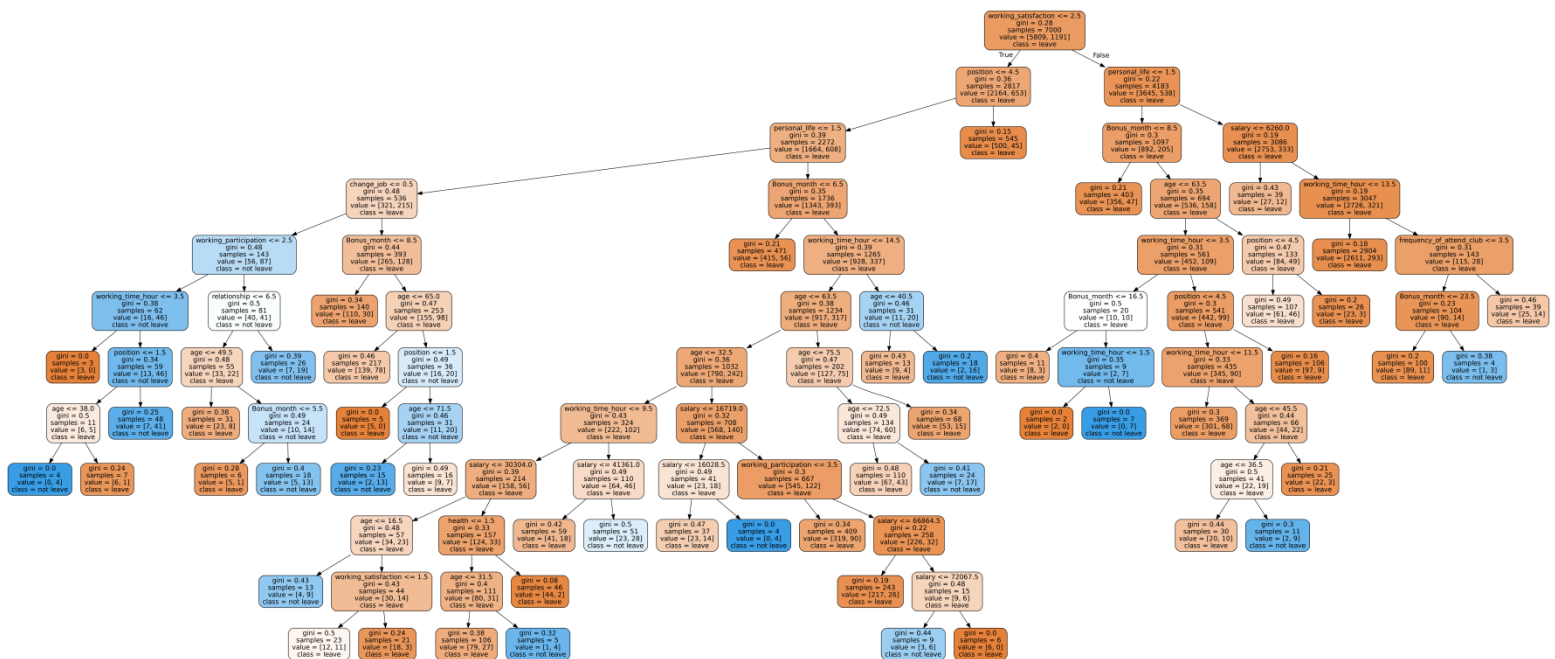 working_satisfaction <= 2.5
gini = 0.28
samples = 7000
value = [5809, 1191]
class = leave
True
False
position <= 4.5
gini = 0.36
samples = 2817
value = [2164, 653]
class = leave
personal_life <= 1.5
gini = 0.22
samples = 4183
value = [3645, 538]
class = leave
personal_life <= 1.5
gini = 0.39
samples = 2272
value = [1664, 608]
class = leave
gini = 0.15
samples = 545
value = [500, 45]
class = leave
Bonus_month <= 8.5
gini = 0.3
samples = 1097
value = [892, 205]
class = leave
salary <= 6260.0
gini = 0.19
samples = 3086
value = [2753, 333]
class = leave
change_job <= 0.5
gini = 0.48
samples = 536
value = [321, 215]
class = leave
Bonus_month <= 6.5
gini = 0.35
samples = 1736
value = [1343, 393]
class = leave
gini = 0.21
samples = 403
value = [356, 47]
class = leave
age <= 63.5
gini = 0.35
samples = 694
value = [536, 158]
class = leave
gini = 0.43
samples = 39
value = [27, 12]
class = leave
working_time_hour <= 13.5
gini = 0.19
samples = 3047
value = [2726, 321]
class = leave
working_participation <= 2.5
gini = 0.48
samples = 143
value = [56, 87]
class = not leave
Bonus_month <= 8.5
gini = 0.44
samples = 393
value = [265, 128]
class = leave
gini = 0.21
samples = 471
value = [415, 56]
class = leave
working_time_hour <= 14.5
gini = 0.39
samples = 1265
value = [928, 337]
class = leave
working_time_hour <= 3.5
gini = 0.31
samples = 561
value = [452, 109]
class = leave
position <= 4.5
gini = 0.47
samples = 133
value = [84, 49]
class = leave
gini = 0.18
samples = 2904
value = [2611, 293]
class = leave
frequency_of_attend_club <= 3.5
gini = 0.31
samples = 143
value = [115, 28]
class = leave
working_time_hour <= 3.5
gini = 0.38
samples = 62
value = [16, 46]
class = not leave
relationship <= 6.5
gini = 0.5
samples = 81
value = [40, 41]
class = not leave
gini = 0.34
samples = 140
value = [110, 30]
class = leave
age <= 65.0
gini = 0.47
samples = 253
value = [155, 98]
class = leave
age <= 63.5
gini = 0.38
samples = 1234
value = [917, 317]
class = leave
age <= 40.5
gini = 0.46
samples = 31
value = [11, 20]
class = not leave
Bonus_month <= 16.5
gini = 0.5
samples = 20
value = [10, 10]
class = leave
position <= 4.5
gini = 0.3
samples = 541
value = [442, 99]
class = leave
gini = 0.49
samples = 107
value = [61, 46]
class = leave
gini = 0.2
samples = 26
value = [23, 3]
class = leave
Bonus_month <= 23.5
gini = 0.23
samples = 104
value = [90, 14]
class = leave
gini = 0.46
samples = 39
value = [25, 14]
class = leave
gini = 0.0
samples = 3
value = [3, 0]
class = leave
position <= 1.5
gini = 0.34
samples = 59
value = [13, 46]
class = not leave
age <= 49.5
gini = 0.48
samples = 55
value = [33, 22]
class = leave
gini = 0.39
samples = 26
value = [7, 19]
class = not leave
gini = 0.46
samples = 217
value = [139, 78]
class = leave
position <= 1.5
gini = 0.49
samples = 36
value = [16, 20]
class = not leave
age <= 32.5
gini = 0.36
samples = 1032
value = [790, 242]
class = leave
age <= 75.5
gini = 0.47
samples = 202
value = [127, 75]
class = leave
gini = 0.43
samples = 13
value = [9, 4]
class = leave
gini = 0.2
samples = 18
value = [2, 16]
class = not leave
gini = 0.4
samples = 11
value = [8, 3]
class = leave
working_time_hour <= 1.5
gini = 0.35
samples = 9
value = [2, 7]
class = not leave
working_time_hour <= 11.5
gini = 0.33
samples = 435
value = [345, 90]
class = leave
gini = 0.16
samples = 106
value = [97, 9]
class = leave
gini = 0.2
samples = 100
value = [89, 11]
class = leave
gini = 0.38
samples = 4
value = [1, 3]
class = not leave
age <= 38.0
gini = 0.5
samples = 11
value = [6, 5]
class = leave
gini = 0.25
samples = 48
value = [7, 41]
class = not leave
gini = 0.38
samples = 31
value = [23, 8]
class = leave
Bonus_month <= 5.5
gini = 0.49
samples = 24
value = [10, 14]
class = not leave
gini = 0.0
samples = 5
value = [5, 0]
class = leave
age <= 71.5
gini = 0.46
samples = 31
value = [11, 20]
class = not leave
working_time_hour <= 9.5
gini = 0.43
samples = 324
value = [222, 102]
class = leave
salary <= 16719.0
gini = 0.32
samples = 708
value = [568, 140]
class = leave
age <= 72.5
gini = 0.49
samples = 134
value = [74, 60]
class = leave
gini = 0.34
samples = 68
value = [53, 15]
class = leave
gini = 0.0
samples = 2
value = [2, 0]
class = leave
gini = 0.0
samples = 7
value = [0, 7]
class = not leave
gini = 0.3
samples = 369
value = [301, 68]
class = leave
age <= 45.5
gini = 0.44
samples = 66
value = [44, 22]
class = leave
gini = 0.0
samples = 4
value = [0, 4]
class = not leave
gini = 0.24
samples = 7
value = [6, 1]
class = leave
gini = 0.28
samples = 6
value = [5, 1]
class = leave
gini = 0.4
samples = 18
value = [5, 13]
class = not leave
gini = 0.23
samples = 15
value = [2, 13]
class = not leave
gini = 0.49
samples = 16
value = [9, 7]
class = leave
salary <= 30304.0
gini = 0.39
samples = 214
value = [158, 56]
class = leave
salary <= 41361.0
gini = 0.49
samples = 110
value = [64, 46]
class = leave
salary <= 16028.5
gini = 0.49
samples = 41
value = [23, 18]
class = leave
working_participation <= 3.5
gini = 0.3
samples = 667
value = [545, 122]
class = leave
gini = 0.48
samples = 110
value = [67, 43]
class = leave
gini = 0.41
samples = 24
value = [7, 17]
class = not leave
age <= 36.5
gini = 0.5
samples = 41
value = [22, 19]
class = leave
gini = 0.21
samples = 25
value = [22, 3]
class = leave
age <= 16.5
gini = 0.48
samples = 57
value = [34, 23]
class = leave
health <= 1.5
gini = 0.33
samples = 157
value = [124, 33]
class = leave
gini = 0.42
samples = 59
value = [41, 18]
class = leave
gini = 0.5
samples = 51
value = [23, 28]
class = not leave
gini = 0.47
samples = 37
value = [23, 14]
class = leave
gini = 0.0
samples = 4
value = [0, 4]
class = not leave
gini = 0.34
samples = 409
value = [319, 90]
class = leave
salary <= 66864.5
gini = 0.22
samples = 258
value = [226, 32]
class = leave
gini = 0.44
samples = 30
value = [20, 10]
class = leave
gini = 0.3
samples = 11
value = [2, 9]
class = not leave
gini = 0.43
samples = 13
value = [4, 9]
class = not leave
working_satisfaction <= 1.5
gini = 0.43
samples = 44
value = [30, 14]
class = leave
age <= 31.5
gini = 0.4
samples = 111
value = [80, 31]
class = leave
gini = 0.08
samples = 46
value = [44, 2]
class = leave
gini = 0.19
samples = 243
value = [217, 26]
class = leave
salary <= 72067.5
gini = 0.48
samples = 15
value = [9, 6]
class = leave
gini = 0.5
samples = 23
value = [12, 11]
class = leave
gini = 0.24
samples = 21
value = [18, 3]
class = leave
gini = 0.38
samples = 106
value = [79, 27]
class = leave
gini = 0.32
samples = 5
value = [1, 4]
class = not leave
gini = 0.44
samples = 9
value = [3, 6]
class = not leave
gini = 0.0
samples = 6
value = [6, 0]
class = leave